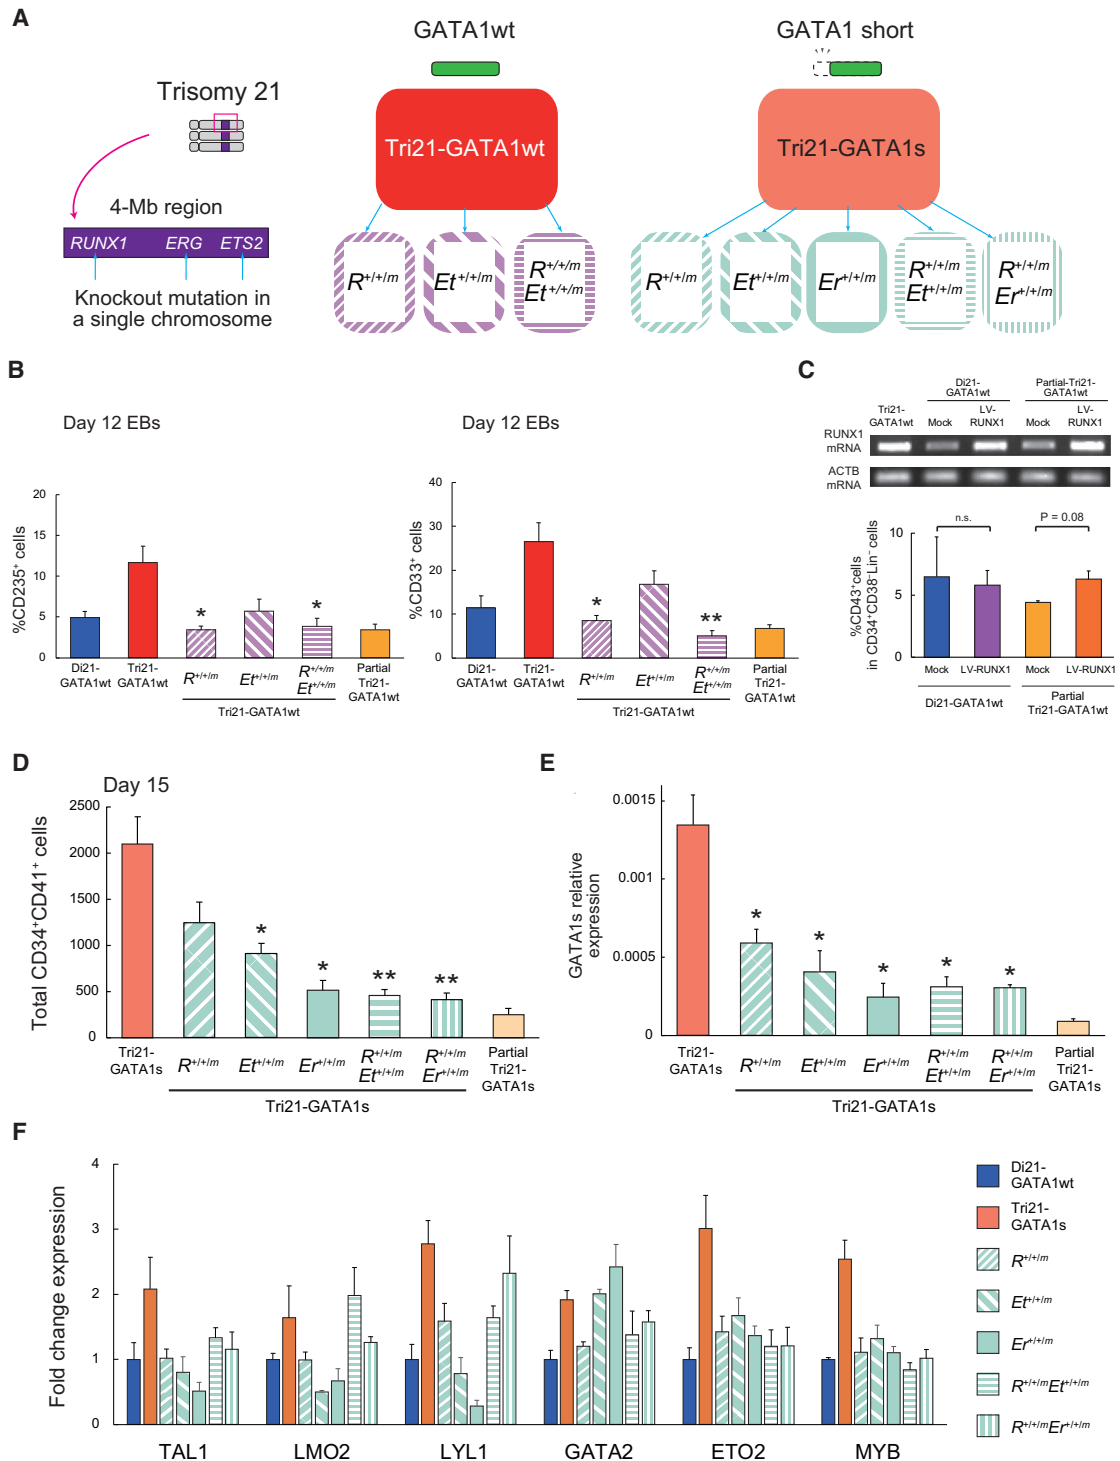 A
GATA1wt
GATA1 short
Trisomy 21
4-Mb region
RUNX1 ERG ETS2
Knockout mutation in
a single chromosome
Tri21-GATA1wt
Tri21-GATA1s
R+/+/m
Et+/+/m
R+/+/m
Et+/+/m
R+/+/m
Et+/+/m
Er+/+/m
R+/+/m
Et+/+/m
R+/+/m
Er+/+/m
B
Day 12 EBs
%CD235+ cells
20
15
10
5
0
* *
Di21-
GATA1wt
Tri21-
GATA1wt
R+/+/m
Et+/+/m
R+/+/m
Et+/+/m
Partial
Tri21-
GATA1wt
Tri21-GATA1wt
Day 12 EBs
%CD33+ cells
40
30
20
10
0
* **
Di21-
GATA1wt
Tri21-
GATA1wt
R+/+/m
Et+/+/m
R+/+/m
Et+/+/m
Partial
Tri21-
GATA1wt
Tri21-GATA1wt
C
Di21-
GATA1wt
Partial-Tri21-
GATA1wt
Tri21-
GATA1wt
Mock
LV-
RUNX1
Mock
LV-
RUNX1
RUNX1
mRNA
ACTB
mRNA
%CD43+cells
in CD34+CD38-Lin- cells
10
5
0
n.s.
P = 0.08
Mock LV-RUNX1 Mock LV-RUNX1
Di21-GATA1wt
Partial
Tri21-GATA1wt
D
Day 15
Total CD34+CD41+ cells
2500
2000
1500
1000
500
0
* * ** **
Tri21-
GATA1s
R+/+/m
Et+/+/m
Er+/+/m
R+/+/m
Et+/+/m
R+/+/m
Er+/+/m
Partial
Tri21-
GATA1s
Tri21-GATA1s
E
GATA1s relative
expression
0.0015
0.001
0.0005
0
* * * * *
Tri21-
GATA1s
R+/+/m
Et+/+/m
Er+/+/m
R+/+/m
Et+/+/m
R+/+/m
Er+/+/m
Partial
Tri21-
GATA1s
Tri21-GATA1s
F
Fold change expression
4
3
2
1
0
TAL1 LMO2 LYL1 GATA2 ETO2 MYB
Di21-
GATA1wt
Tri21-
GATA1s
R+/+/m
Et+/+/m
Er+/+/m
R+/+/mEt+/+/m
R+/+/mEr+/+/m